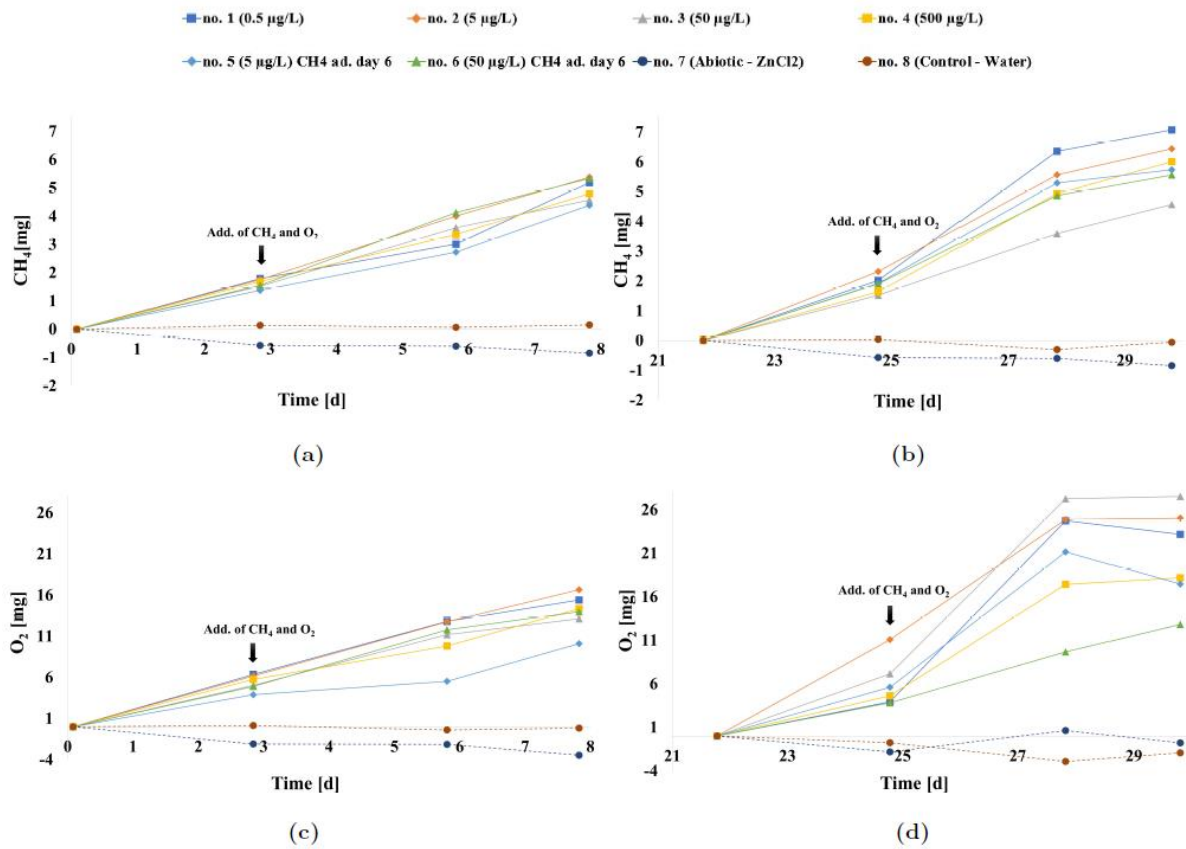 no. 1 (0.5 µg/L) no. 2 (5 µg/L) no. 3 (50 µg/L) no. 4 (500 µg/L)
no. 5 (5 µg/L) CH4 ad. day 6 no. 6 (50 µg/L) CH4 ad. day 6 no. 7 (Abiotic - ZnCl2) no. 8 (Control - Water)
CH₄[mg]
7
6
5
4
3
2
1
0
-1
-2
Add. of CH₄ and O₂
0 1 2 3 4 5 6 7 8
Time [d]
(a)
CH₄ [mg]
7
6
5
4
3
2
1
0
-1
-2
Add. of CH₄ and O₂
21 23 25 27 29
Time [d]
(b)
O₂ [mg]
26
21
16
11
6
1
-4
Add. of CH₄ and O₂
0 1 2 3 4 5 6 7 8
Time [d]
(c)
O₂ [mg]
26
21
16
11
6
1
-4
Add. of CH₄ and O₂
21 23 25 27 29
Time [d]
(d)